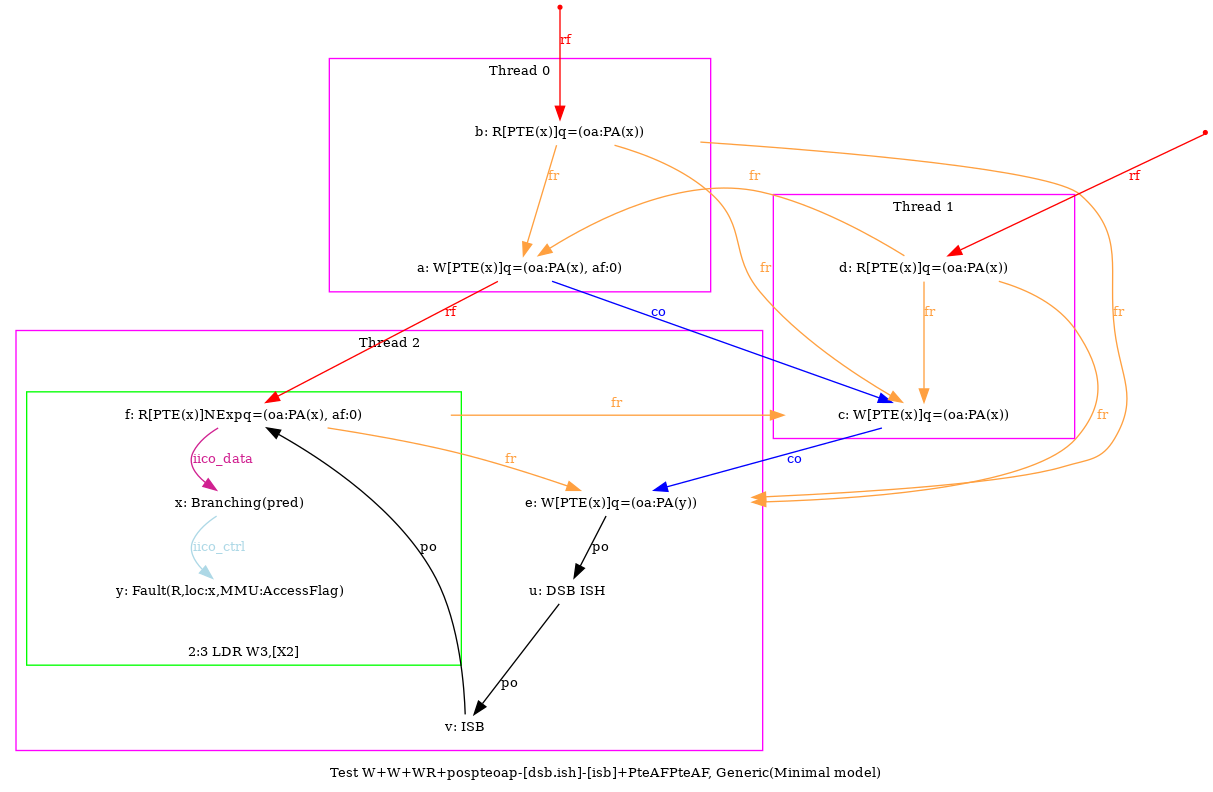 rf
Thread 0
b: R[PTE(x)]q=(oa:PA(x))
fr
fr
rf
Thread 1
a: W[PTE(x)]q=(oa:PA(x), af:0)
fr
d: R[PTE(x)]q=(oa:PA(x))
rf
co
fr
fr
Thread 2
fr
f: R[PTE(x)]NExpq=(oa:PA(x), af:0)
c: W[PTE(x)]q=(oa:PA(x))
fr
iico_data
fr
co
x: Branching(pred)
e: W[PTE(x)]q=(oa:PA(y))
iico_ctrl
po
po
y: Fault(R,loc:x,MMU:AccessFlag)
u: DSB ISH
2:3 LDR W3,[X2]
po
v: ISB
Test W+W+WR+pospteoap-[dsb.ish]-[isb]+PteAFPteAF, Generic(Minimal model)